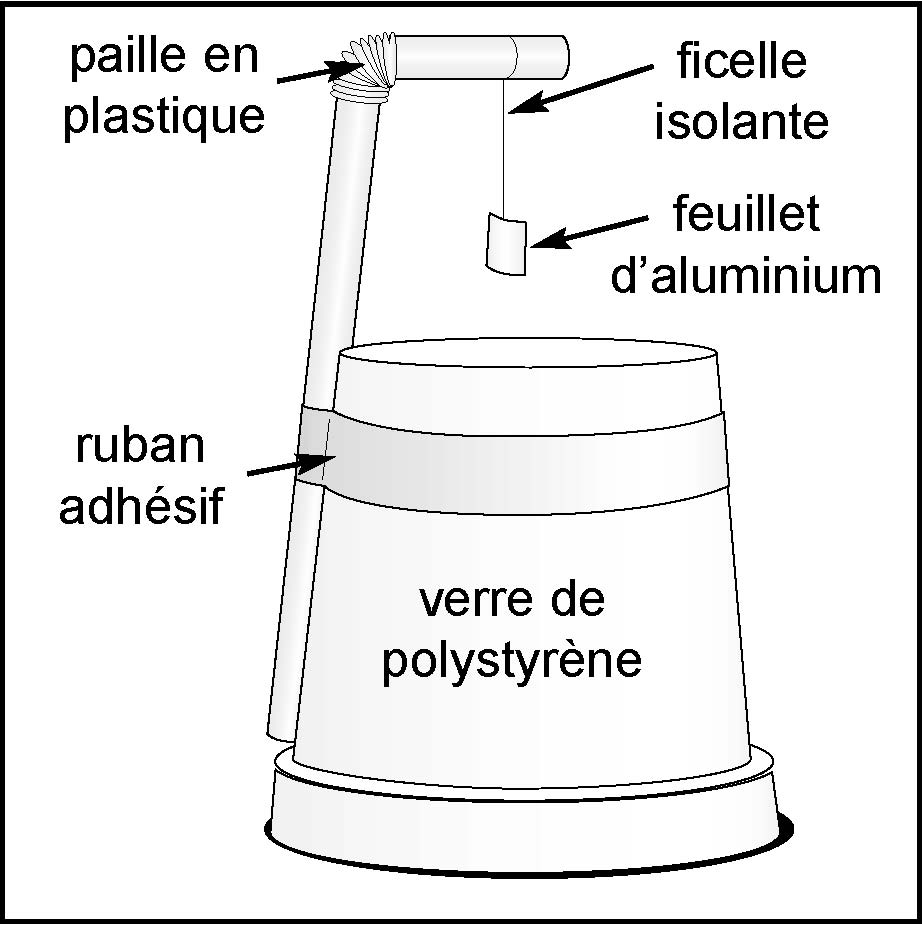 paille en
plastique
ficelle
isolante
feuillet
d’aluminium
ruban
adhésif
verre de
polystyrène